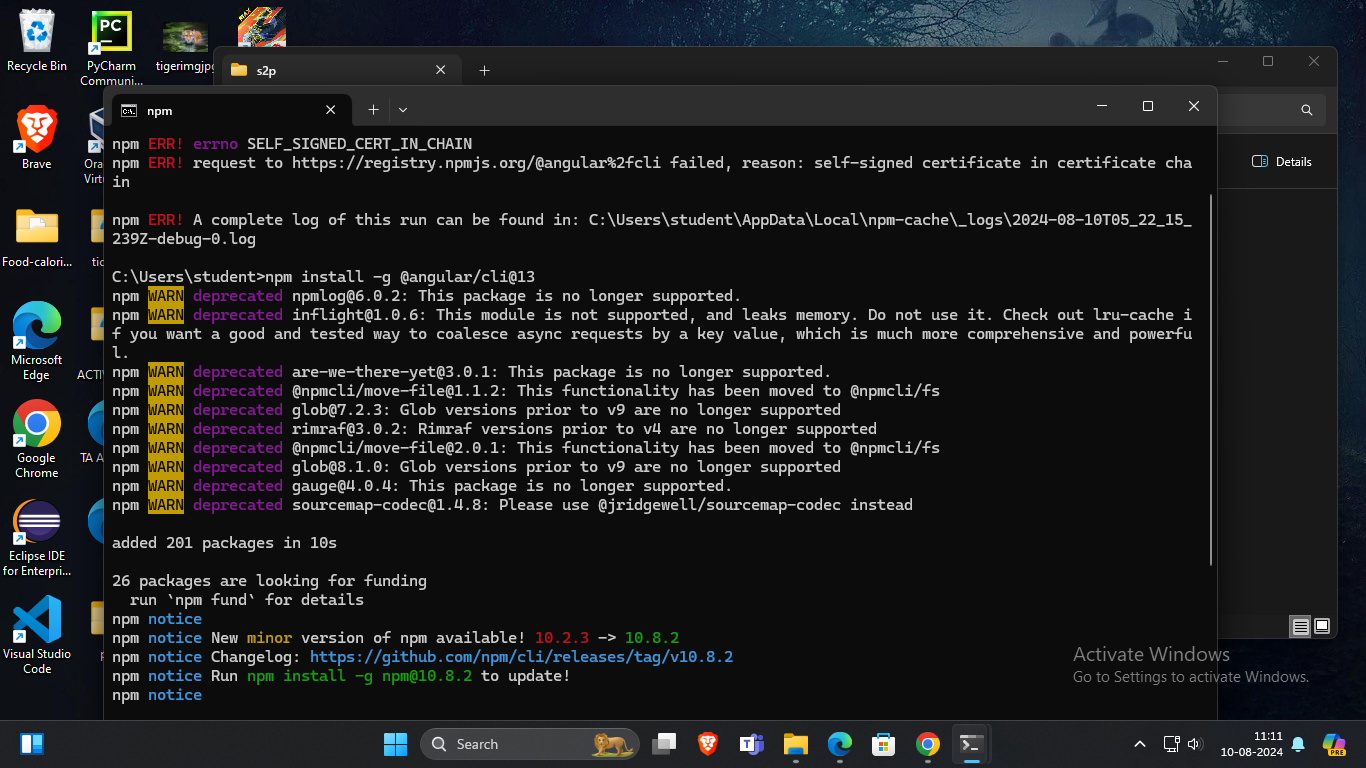 Recycle Bin
PyCharm
Communi...
tigerimgjpg
s2p
Brave
Ora
Virtu
Details
Food-calori...
tic
Microsoft
Edge
ACTIV
Google
Chrome
TA A
Eclipse IDE
for Enterpri...
Visual Studio
Code
npm
npm ERR! errno SELF_SIGNED_CERT_IN_CHAIN
npm ERR! request to https://registry.npmjs.org/@angular%2fcli failed, reason: self-signed certificate in certificate cha
in
npm ERR! A complete log of this run can be found in: C:\Users\student\AppData\Local\npm-cache\_logs\2024-08-10T05_22_15_
239Z-debug-0.log
C:\Users\student>npm install -g @angular/cli@13
npm WARN deprecated npmlog@6.0.2: This package is no longer supported.
npm WARN deprecated inflight@1.0.6: This module is not supported, and leaks memory. Do not use it. Check out lru-cache i
f you want a good and tested way to coalesce async requests by a key value, which is much more comprehensive and powerfu
l.
npm WARN deprecated are-we-there-yet@3.0.1: This package is no longer supported.
npm WARN deprecated @npmcli/move-file@1.1.2: This functionality has been moved to @npmcli/fs
npm WARN deprecated glob@7.2.3: Glob versions prior to v9 are no longer supported
npm WARN deprecated rimraf@3.0.2: Rimraf versions prior to v4 are no longer supported
npm WARN deprecated @npmcli/move-file@2.0.1: This functionality has been moved to @npmcli/fs
npm WARN deprecated glob@8.1.0: Glob versions prior to v9 are no longer supported
npm WARN deprecated gauge@4.0.4: This package is no longer supported.
npm WARN deprecated sourcemap-codec@1.4.8: Please use @jridgewell/sourcemap-codec instead
added 201 packages in 10s
26 packages are looking for funding
run `npm fund` for details
npm notice
npm notice New minor version of npm available! 10.2.3 -> 10.8.2
npm notice Changelog: https://github.com/npm/cli/releases/tag/v10.8.2
npm notice Run npm install -g npm@10.8.2 to update!
npm notice
Activate Windows
Go to Settings to activate Windows.
Search
11:11
10-08-2024
PRE